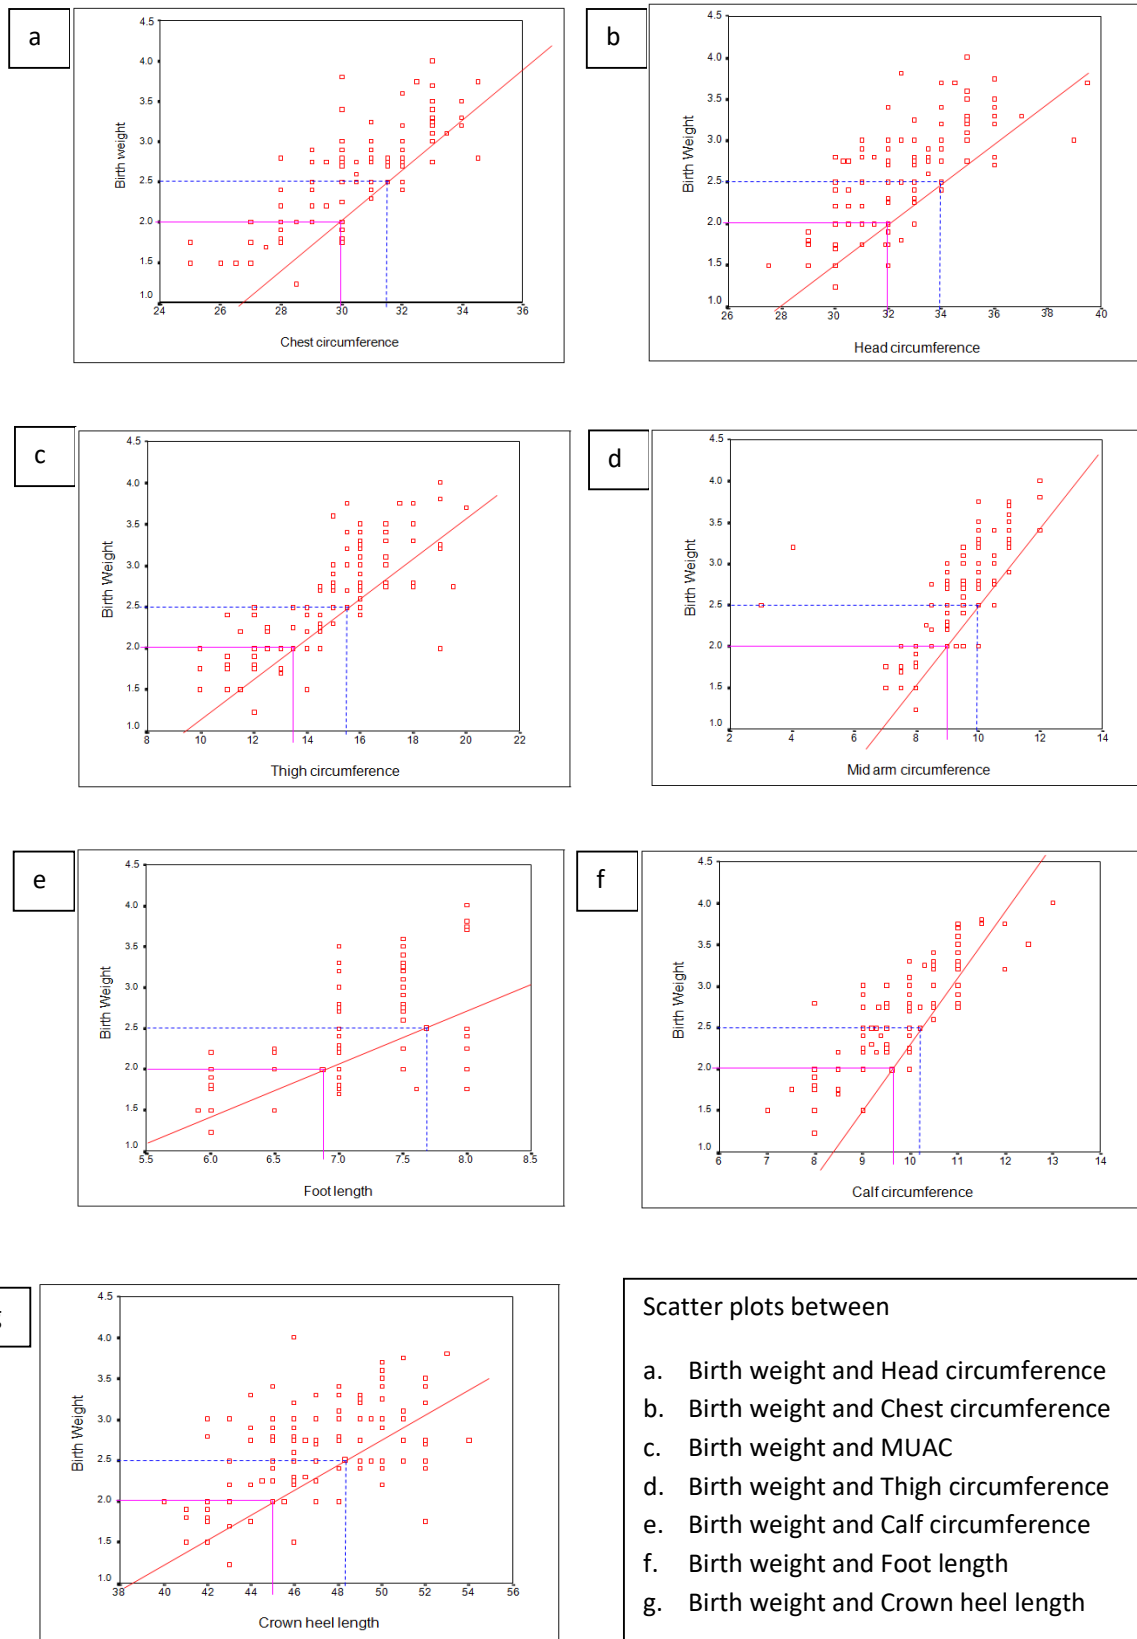 a
4.5
4.0
3.5
3.0
2.5
2.0
1.5
1.0
Birth weight
24 26 28 30 32 34 36
Chest circumference
b
4.5
4.0
3.5
3.0
2.5
2.0
1.5
1.0
Birth Weight
26 28 30 32 34 36 38 40
Head circumference
c
4.5
4.0
3.5
3.0
2.5
2.0
1.5
1.0
Birth Weight
8 10 12 14 16 18 20 22
Thigh circumference
d
4.5
4.0
3.5
3.0
2.5
2.0
1.5
1.0
Birth Weight
2 4 6 8 10 12 14
Mid arm circumference
e
4.5
4.0
3.5
3.0
2.5
2.0
1.5
1.0
Birth Weight
5.5 6.0 6.5 7.0 7.5 8.0 8.5
Foot length
f
4.5
4.0
3.5
3.0
2.5
2.0
1.5
1.0
Birth Weight
6 7 8 9 10 11 12 13 14
Calf circumference
4.5
4.0
3.5
3.0
2.5
2.0
1.5
1.0
Birth Weight
38 40 42 44 46 48 50 52 54 56
Crown heel length
Scatter plots between
a. Birth weight and Head circumference
b. Birth weight and Chest circumference
c. Birth weight and MUAC
d. Birth weight and Thigh circumference
e. Birth weight and Calf circumference
f. Birth weight and Foot length
g. Birth weight and Crown heel length